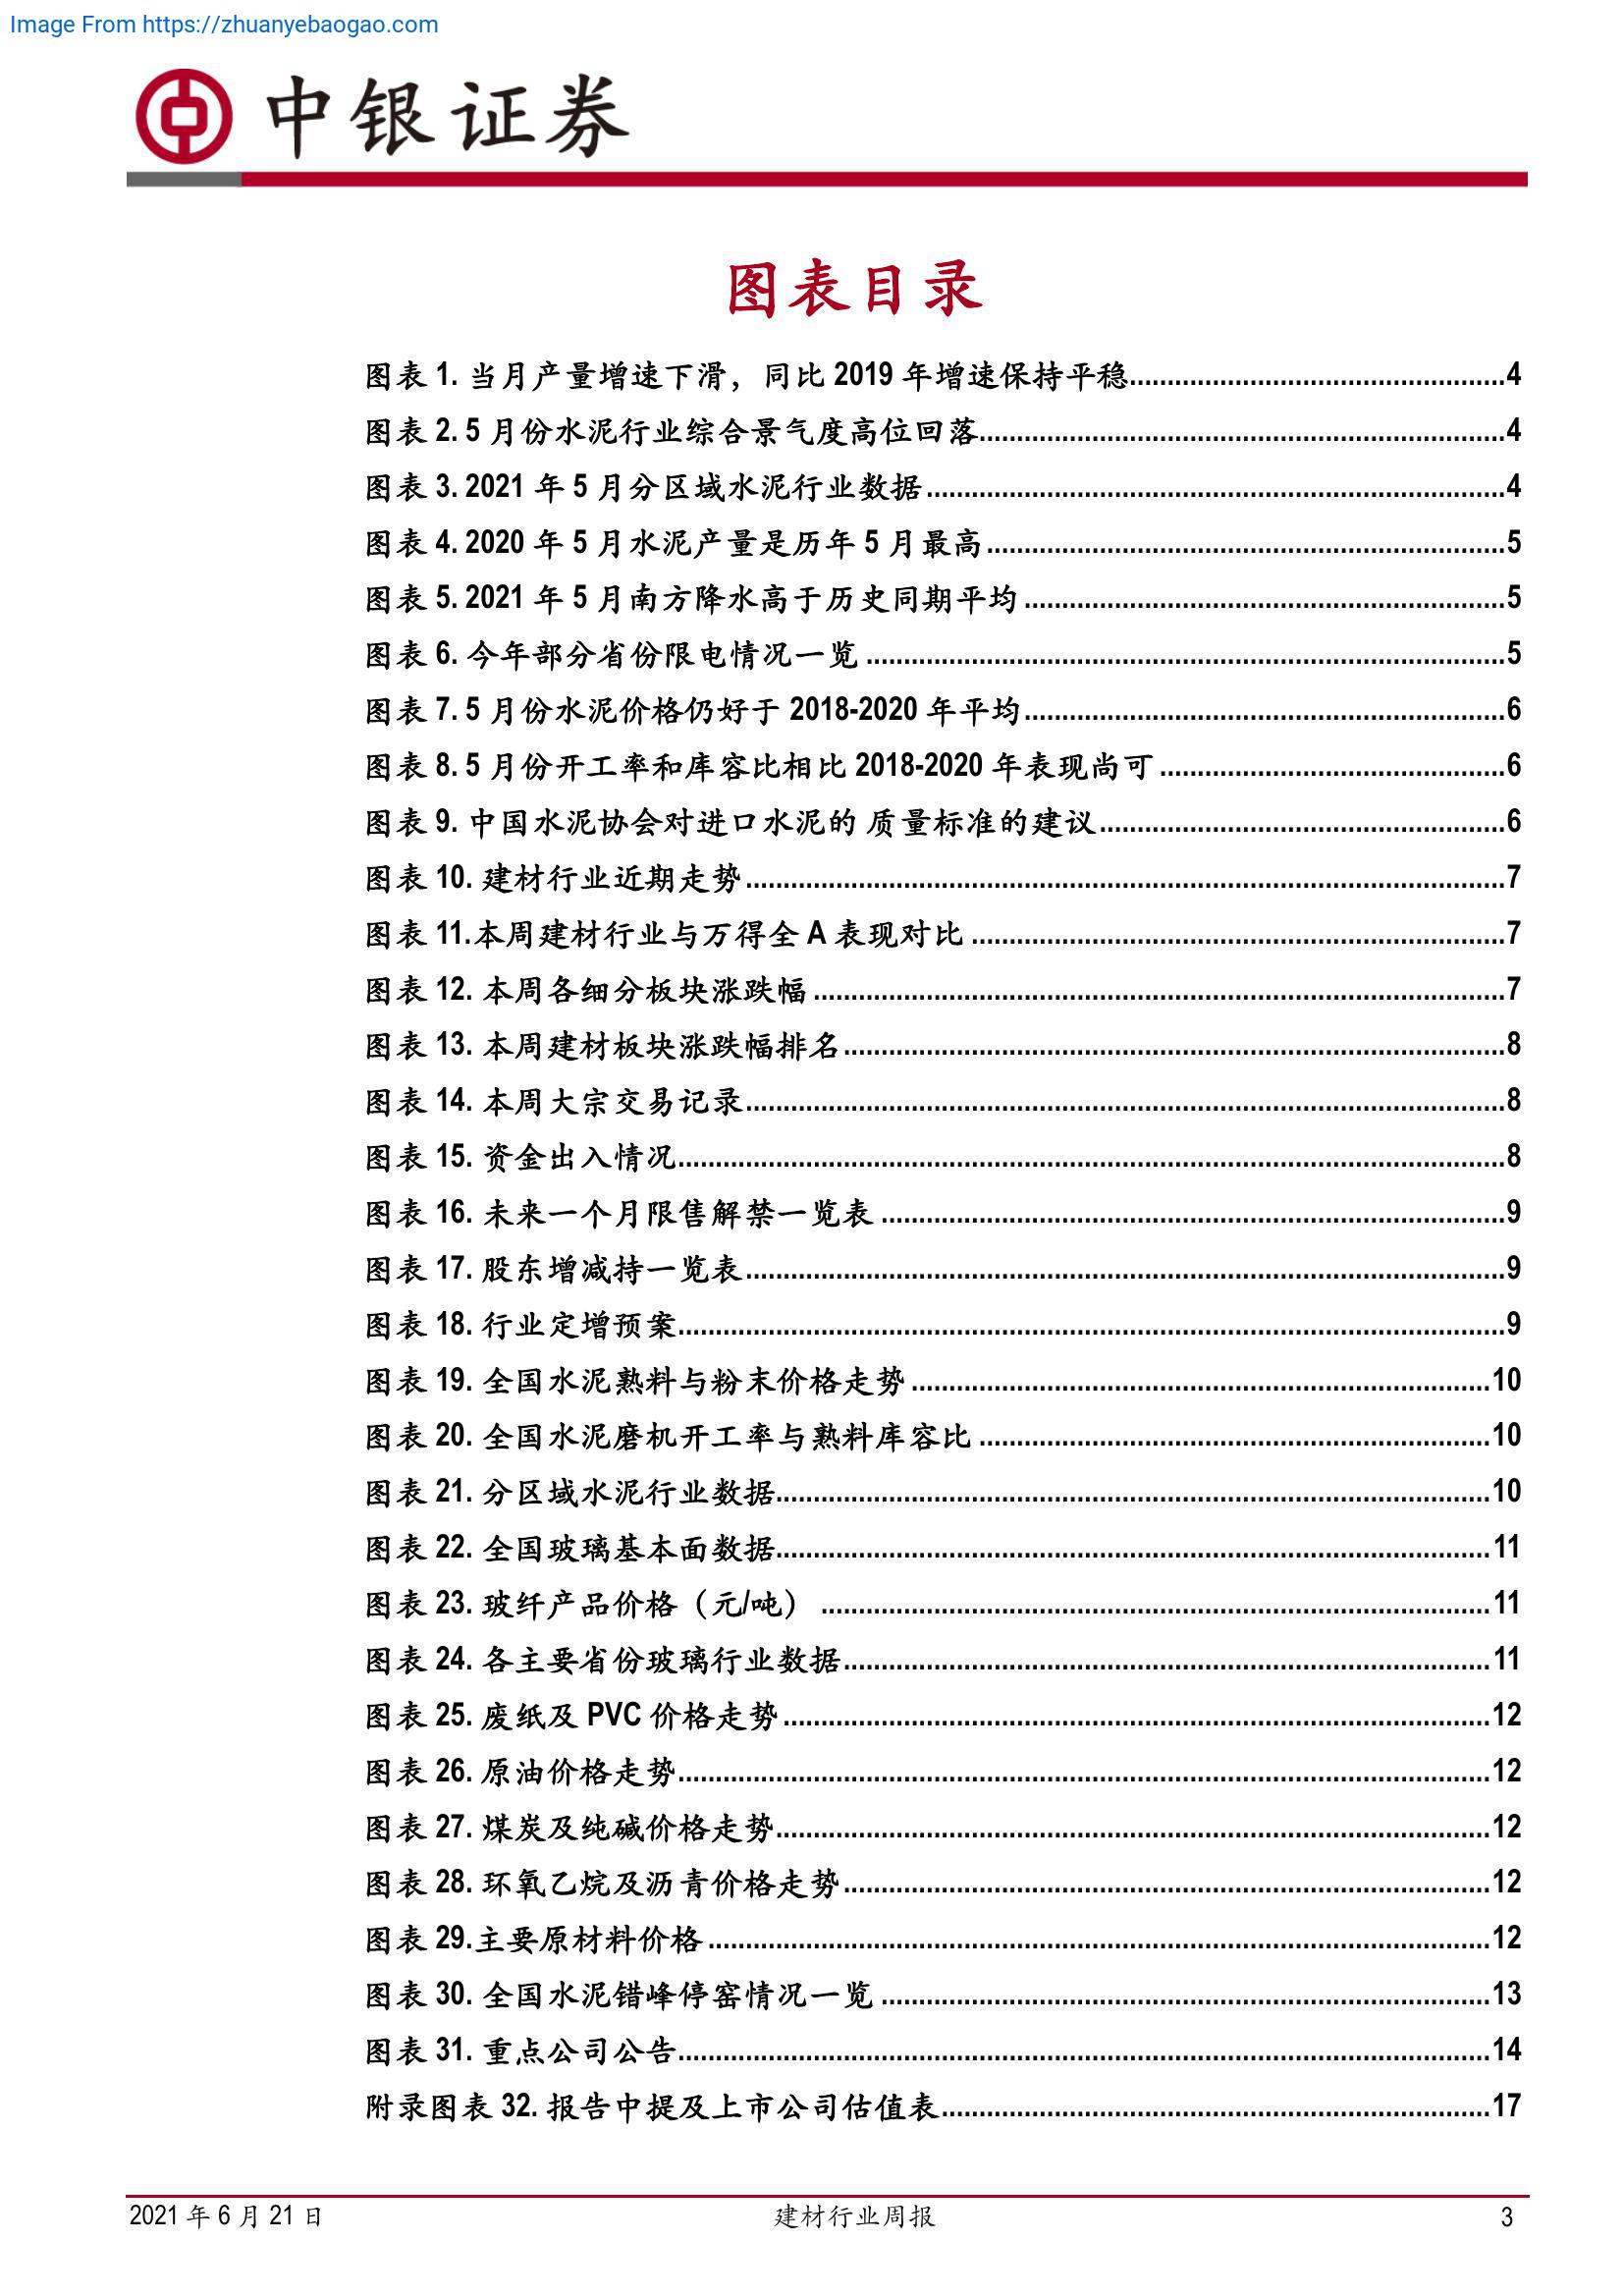 Image From https://zhuanyebaogao.com
中银证券
图表目录
图表 1. 当月产量增速下滑，同比 2019 年增速保持平稳............................................4
图表 2. 5 月份水泥行业综合景气度高位回落............................................4
图表 3. 2021 年 5 月分区域水泥行业数据............................................4
图表 4. 2020 年 5 月水泥产量是历年 5 月最高............................................5
图表 5. 2021 年 5 月南方降水高于历史同期平均............................................5
图表 6. 今年部分省份限电情况一览............................................5
图表 7. 5 月份水泥价格仍好于 2018-2020 年平均............................................6
图表 8. 5 月份开工率和库容比相比 2018-2020 年表现尚可............................................6
图表 9. 中国水泥协会对进口水泥的 质量标准的建议............................................6
图表 10. 建材行业近期走势............................................7
图表 11.本周建材行业与万得全 A 表现对比............................................7
图表 12. 本周各细分板块涨跌幅............................................7
图表 13. 本周建材板块涨跌幅排名............................................8
图表 14. 本周大宗交易记录............................................8
图表 15. 资金出入情况............................................8
图表 16. 未来一个月限售解禁一览表............................................9
图表 17. 股东增减持一览表............................................9
图表 18. 行业定增预案............................................9
图表 19. 全国水泥熟料与粉末价格走势............................................10
图表 20. 全国水泥磨机开工率与熟料库容比............................................10
图表 21. 分区域水泥行业数据............................................10
图表 22. 全国玻璃基本面数据............................................11
图表 23. 玻纤产品价格（元/吨）............................................11
图表 24. 各主要省份玻璃行业数据............................................11
图表 25. 废纸及 PVC 价格走势............................................12
图表 26. 原油价格走势............................................12
图表 27. 煤炭及纯碱价格走势............................................12
图表 28. 环氧乙烷及沥青价格走势............................................12
图表 29.主要原材料价格............................................12
图表 30. 全国水泥错峰停窑情况一览............................................13
图表 31. 重点公司公告............................................14
附录图表 32. 报告中提及上市公司估值表............................................17
2021 年 6 月 21 日 建材行业周报 3